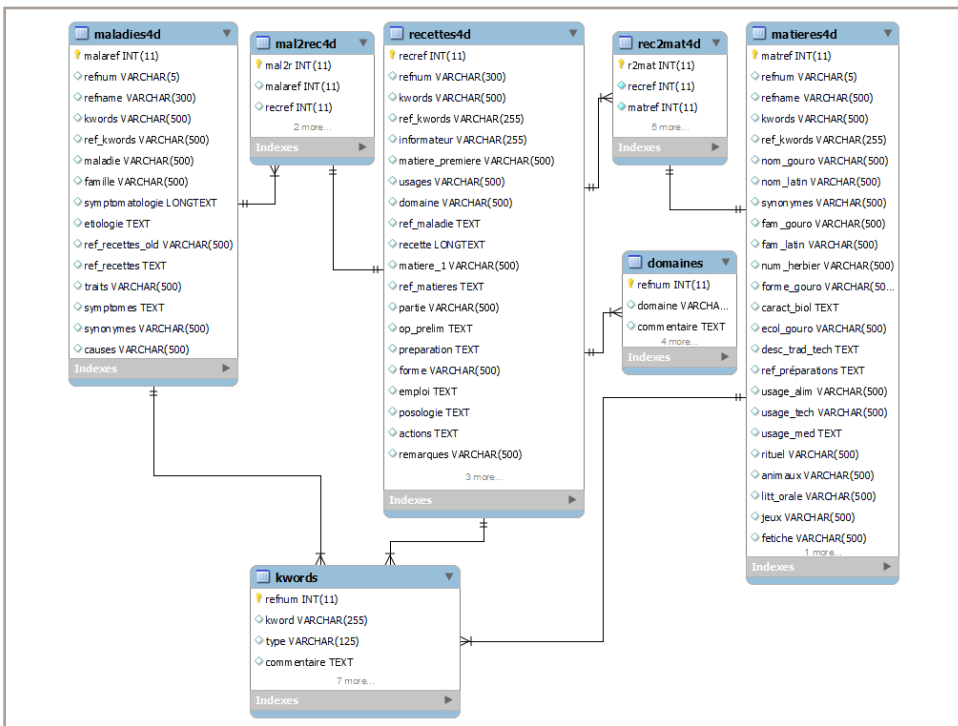 maladies4d
malaref INT(11)
refnum VARCHAR(5)
refname VARCHAR(300)
kwords VARCHAR(500)
ref_kwords VARCHAR(500)
maladie VARCHAR(500)
famille VARCHAR(500)
symptomatologie LONGTEXT
etiologie TEXT
ref_recettes_old VARCHAR(500)
ref_recettes TEXT
traits VARCHAR(500)
symptomes TEXT
synonymes VARCHAR(500)
causes VARCHAR(500)
Indexes
mal2rec4d
mal2r INT(11)
malaref INT(11)
recref INT(11)
2 more...
Indexes
recettes4d
recref INT(11)
refnum VARCHAR(300)
kwords VARCHAR(500)
ref_kwords VARCHAR(255)
informateur VARCHAR(500)
matiere_premiere VARCHAR(500)
usages VARCHAR(500)
domaine VARCHAR(500)
ref_maladie TEXT
recette LONGTEXT
matiere_1 VARCHAR(500)
ref_matieres TEXT
partie VARCHAR(500)
op_prelim TEXT
preparation TEXT
forme VARCHAR(500)
emploi TEXT
posologie TEXT
actions TEXT
remarques VARCHAR(500)
3 more...
Indexes
rec2mat4d
r2mat INT(11)
recref INT(11)
matref INT(11)
5 more...
Indexes
domaines
refnum INT(11)
domaine VARCHA...
commentaire TEXT
4 more...
Indexes
matieres4d
matref INT(11)
refnum VARCHAR(5)
refname VARCHAR(500)
kwords VARCHAR(500)
ref_kwords VARCHAR(255)
nom_gouro VARCHAR(500)
nom_latin VARCHAR(500)
synonymes VARCHAR(500)
fam_gouro VARCHAR(500)
fam_latin VARCHAR(500)
num_herbier VARCHAR(500)
forme_gouro VARCHAR(50...
caract_biol TEXT
ecol_gouro VARCHAR(500)
desc_trad_tech TEXT
ref_préparations TEXT
usage_alim VARCHAR(500)
usage_tech VARCHAR(500)
usage_med TEXT
rituel VARCHAR(500)
animaux VARCHAR(500)
litt_orale VARCHAR(500)
jeux VARCHAR(500)
fetiche VARCHAR(500)
1 more...
Indexes
kwords
refnum INT(11)
kword VARCHAR(255)
type VARCHAR(125)
commentaire TEXT
7 more...
Indexes